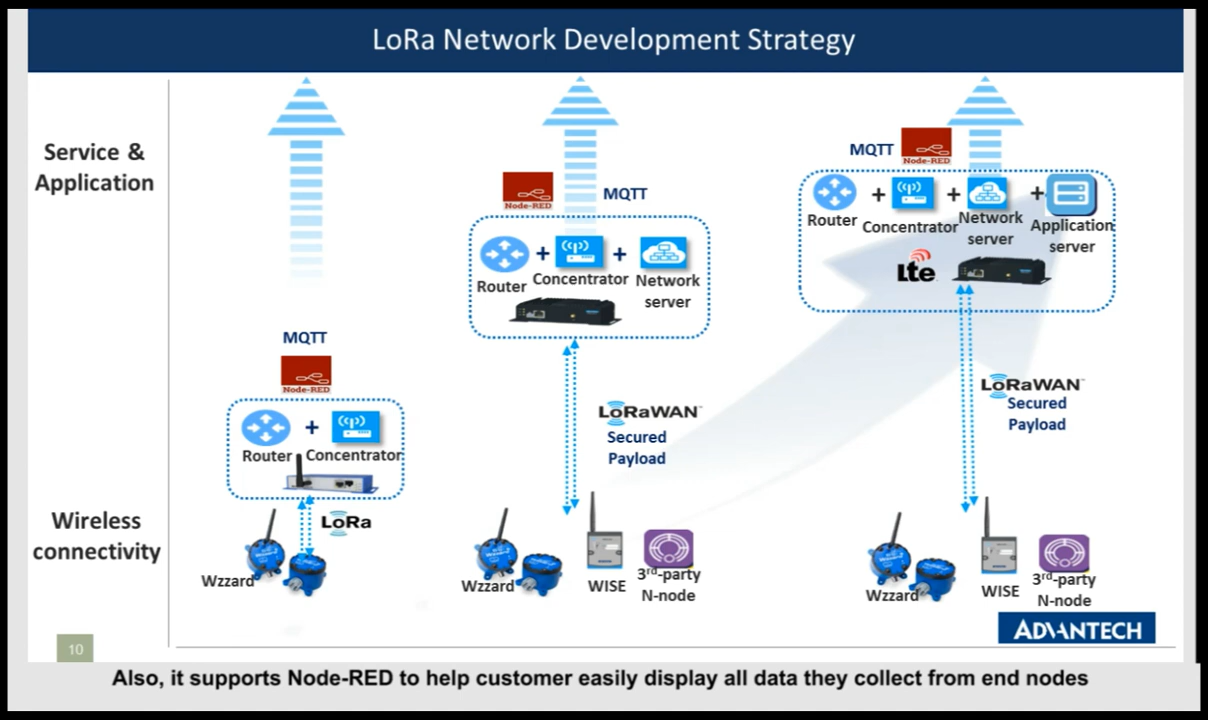 LoRa Network Development Strategy
Service &
Application
MQTT
Node-RED
Router
+
Concentrator
LoRa
Wzzard
Node-RED
MQTT
Router
+
Concentrator
+
Network
server
LoRaWAN™
Secured
Payload
Wzzard
WISE
3rd-party
N-node
MQTT
Node-RED
Router
+
Concentrator
+
Network
server
+
Application
server
Lte
LoRaWAN™
Secured
Payload
Wzzard
WISE
3rd-party
N-node
Wireless
connectivity
ADVANTECH
10
Also, it supports Node-RED to help customer easily display all data they collect from end nodes